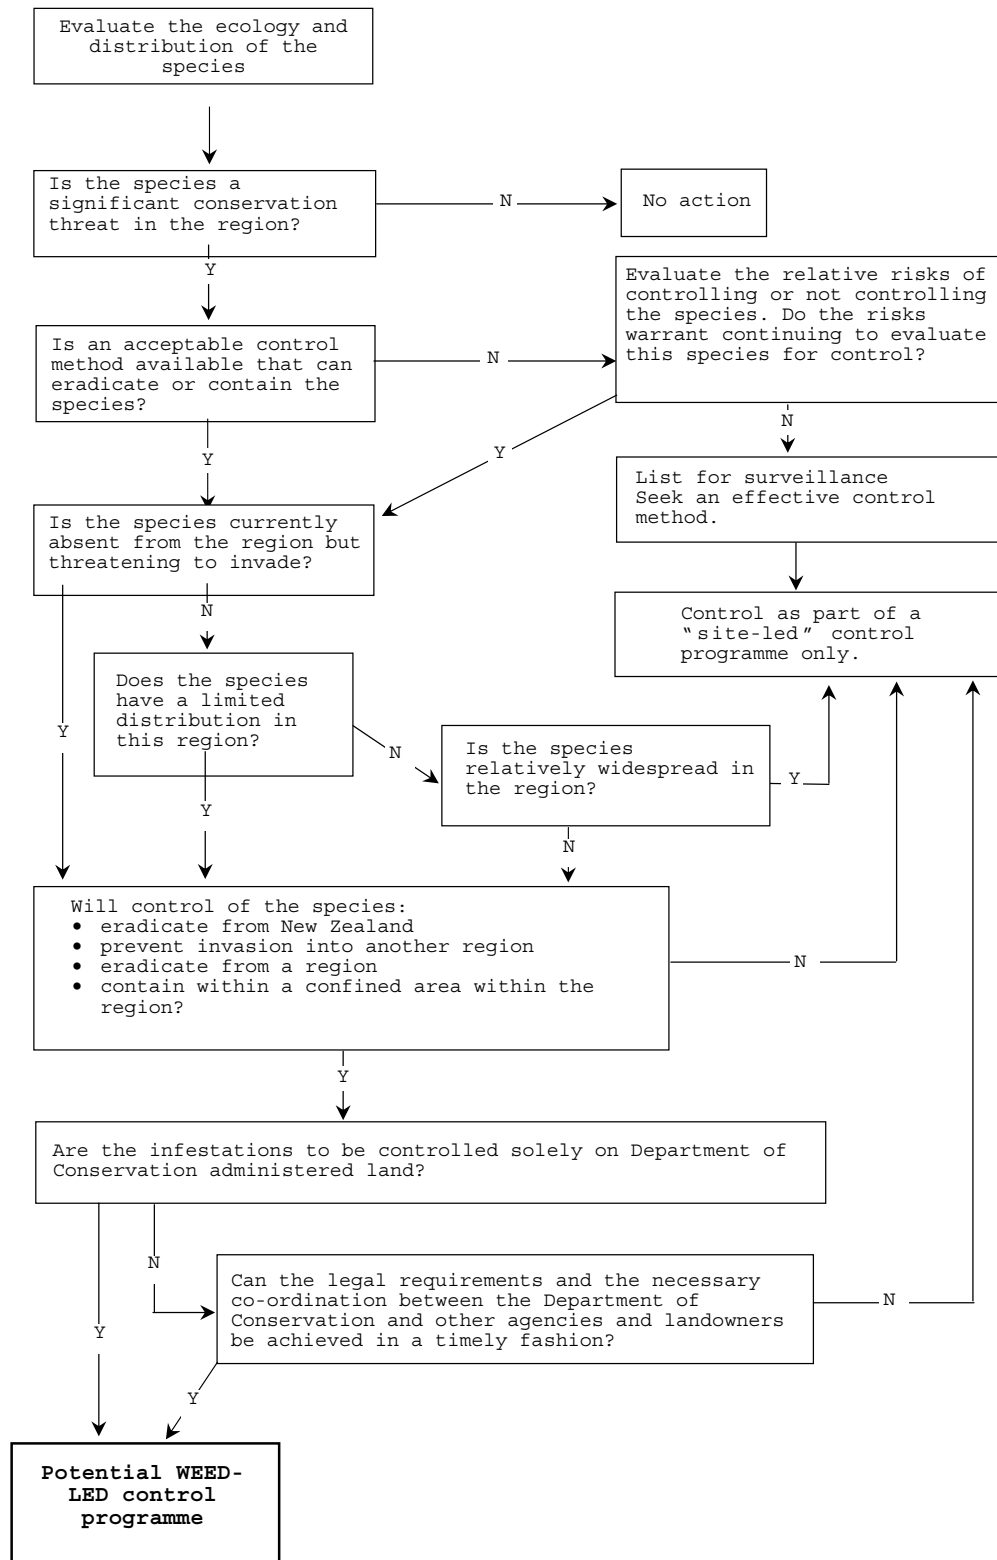 Evaluate the ecology and
distribution of the
species
Is the species a
significant conservation
threat in the region?
N
No action
Y
Evaluate the relative risks of
controlling or not controlling
the species. Do the risks
warrant continuing to evaluate
this species for control?
Is an acceptable control
method available that can
eradicate or contain the
species?
N
N
Y
Y
List for surveillance
Seek an effective control
method.
Is the species currently
absent from the region but
threatening to invade?
N
Control as part of a
“site-led” control
programme only.
Does the species
have a limited
distribution in
this region?
Y
N
Is the species
relatively widespread in
the region?
Y
Y
N
Will control of the species:
• eradicate from New Zealand
• prevent invasion into another region
• eradicate from a region
• contain within a confined area within the
region?
N
Y
Are the infestations to be controlled solely on Department of
Conservation administered land?
N
Can the legal requirements and the necessary
co-ordination between the Department of
Conservation and other agencies and landowners
be achieved in a timely fashion?
N
Y
Y
Potential WEED-
LED control
programme